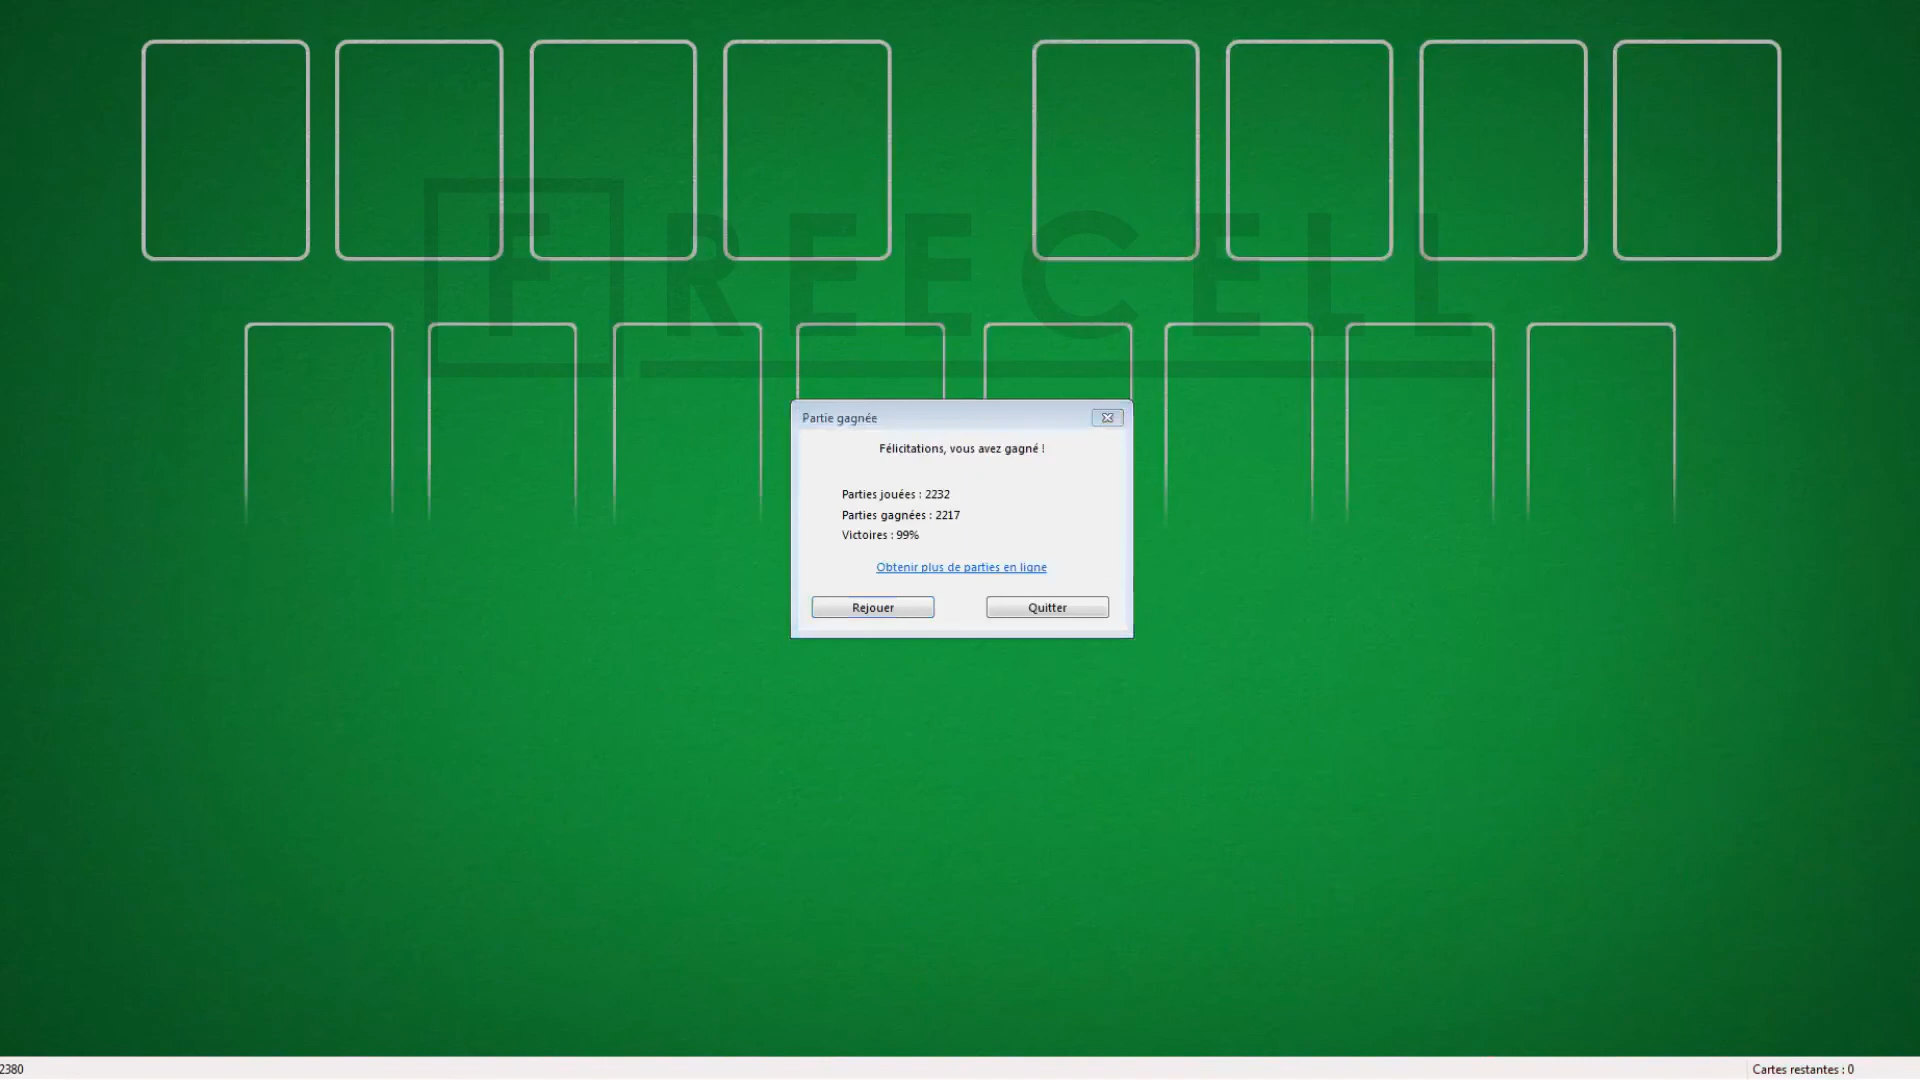 FREECELL
Partie gagnée
Félicitations, vous avez gagné !
Parties jouées : 2232
Parties gagnées : 2217
Victoires : 99%
Obtenir plus de parties en ligne
Rejouer
Quitter
2380
Cartes restantes : 0